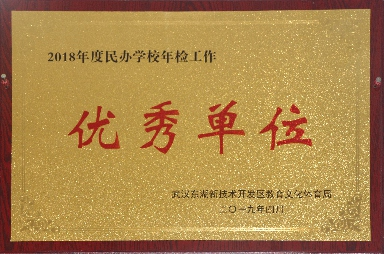 2018年度民办学校年检工作
优秀单位
武汉东湖新技术开发区教育文化体育局
二〇一九年四月